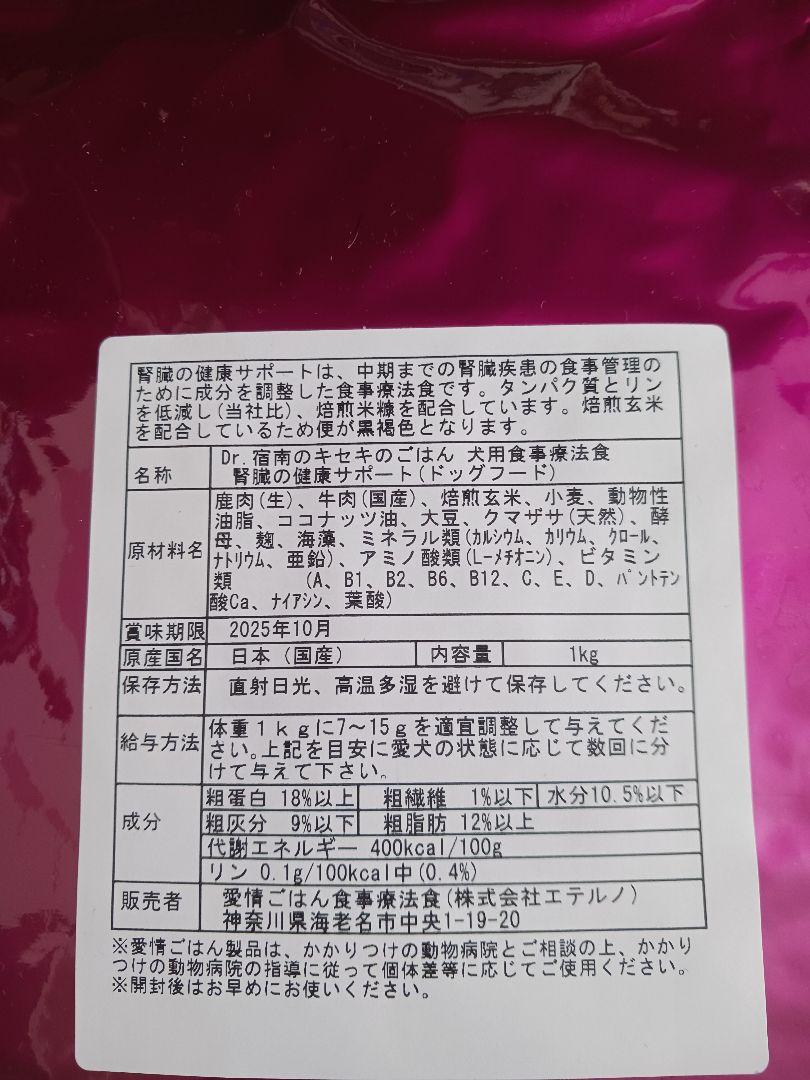 腎臓の健康サポートは、中期までの腎臓疾患の食事管理の
ために成分を調整した食事療法食です。タンパク質とリン
を低減し(当社比)、焙煎米糠を配合しています。焙煎玄米
を配合しているため便が黒褐色となります。
名称 Dr.宿南のキセキのごはん 犬用食事療法食
腎臓の健康サポート(ドッグフード)
原材料名 鹿肉(生)、牛肉(国産)、焙煎玄米、小麦、動物性
油脂、ココナッツ油、大豆、クマザサ(天然)、酵
母、麹、海藻、ミネラル類(カルシウム、カリウム、クロール、
ナトリウム、亜鉛)、アミノ酸類(L-メチオニン)、ビタミン
類 (A、B1、B2、B6、B12、C、E、D、パントテン
酸Ca、ナイアシン、葉酸)
賞味期限 2025年10月
原産国名 日本(国産) 内容量 1kg
保存方法 直射日光、高温多湿を避けて保存してください。
給与方法 体重1kgに7～15gを適宜調整して与えてくだ
さい。上記を目安に愛犬の状態に応じて数回に分
けて与えて下さい。
成分 粗蛋白 18%以上 粗繊維 1%以下 水分10.5%以下
粗灰分 9%以下 粗脂肪 12%以上
代謝エネルギー 400kcal/100g
リン 0.1g/100kcal中(0.4%)
販売者 愛情ごはん食事療法食(株式会社エテルノ)
神奈川県海老名市中央1-19-20
※愛情ごはん製品は、かかりつけの動物病院とご相談の上、かかり
つけの動物病院の指導に従って個体差等に応じてご使用ください。
※開封後はお早めにお使いください。